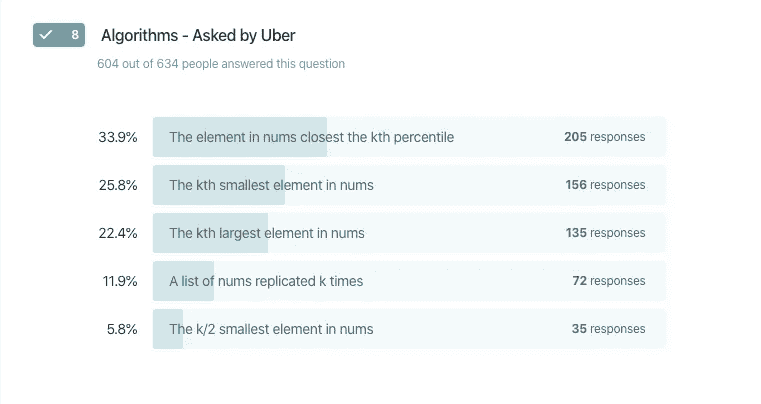 8 Algorithms - Asked by Uber
604 out of 634 people answered this question
33.9% The element in nums closest the kth percentile 205 responses
25.8% The kth smallest element in nums 156 responses
22.4% The kth largest element in nums 135 responses
11.9% A list of nums replicated k times 72 responses
5.8% The k/2 smallest element in nums 35 responses